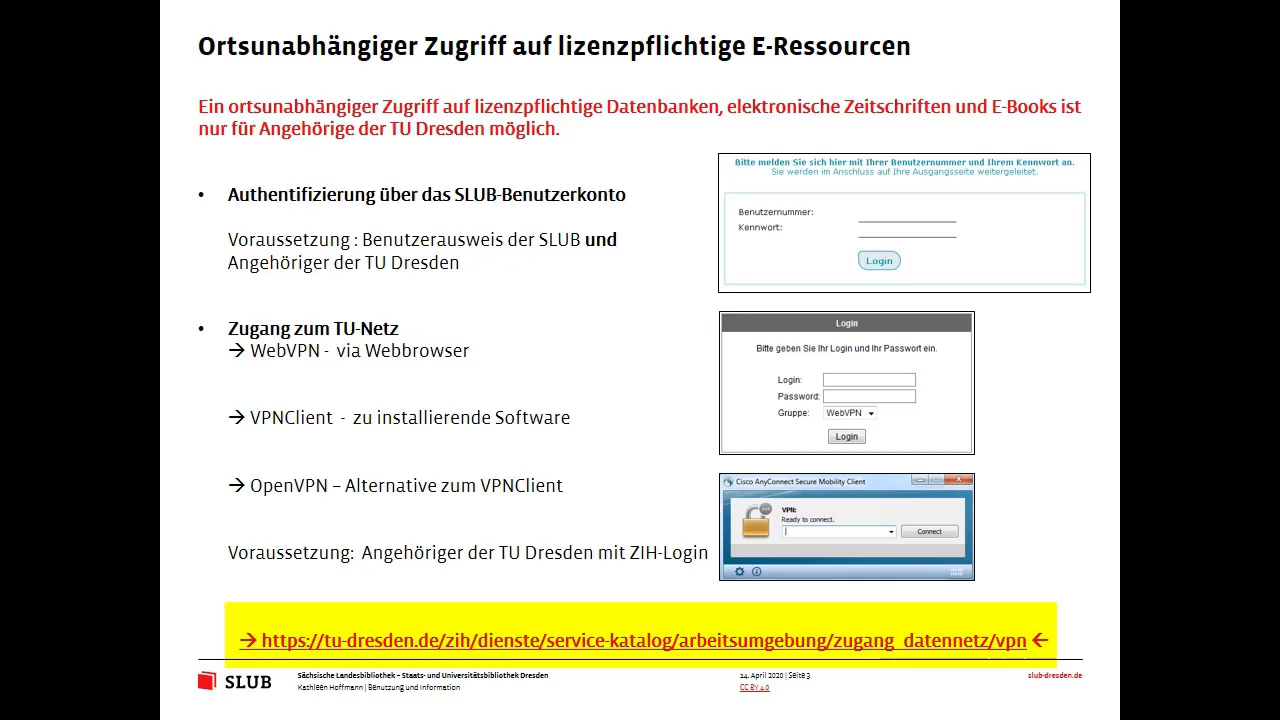 Ortsunabhängiger Zugriff auf lizenzpflichtige E-Ressourcen
Ein ortsunabhängiger Zugriff auf lizenzpflichtige Datenbanken, elektronische Zeitschriften und E-Books ist
nur für Angehörige der TU Dresden möglich.
• Authentifizierung über das SLUB-Benutzerkonto
Voraussetzung : Benutzerausweis der SLUB und
Angehöriger der TU Dresden
Bitte melden Sie sich hier mit Ihrer Benutzernummer und Ihrem Kennwort an.
Sie werden im Anschluss auf Ihre Ausgangsseite weitergeleitet.
Benutzernummer:
Kennwort:
Login
• Zugang zum TU-Netz
→ WebVPN - via Webbrowser
→ VPNClient - zu installierende Software
→ OpenVPN – Alternative zum VPNClient
Voraussetzung: Angehöriger der TU Dresden mit ZIH-Login
Login
Bitte geben Sie Ihr Login und Ihr Passwort ein.
Login:
Password:
Gruppe: WebVPN
Login
Cisco AnyConnect Secure Mobility Client
VPN:
Ready to connect.
Connect
→ https://tu-dresden.de/zih/dienste/service-katalog/arbeitsumgebung/zugang_datennetz/vpn ←
SLUB
Sächsische Landesbibliothek – Staats- und Universitätsbibliothek Dresden
Kathleen Hoffmann | Benutzung und Information
24. April 2020 | Seite 3
CC BY 4.0
slub-dresden.de